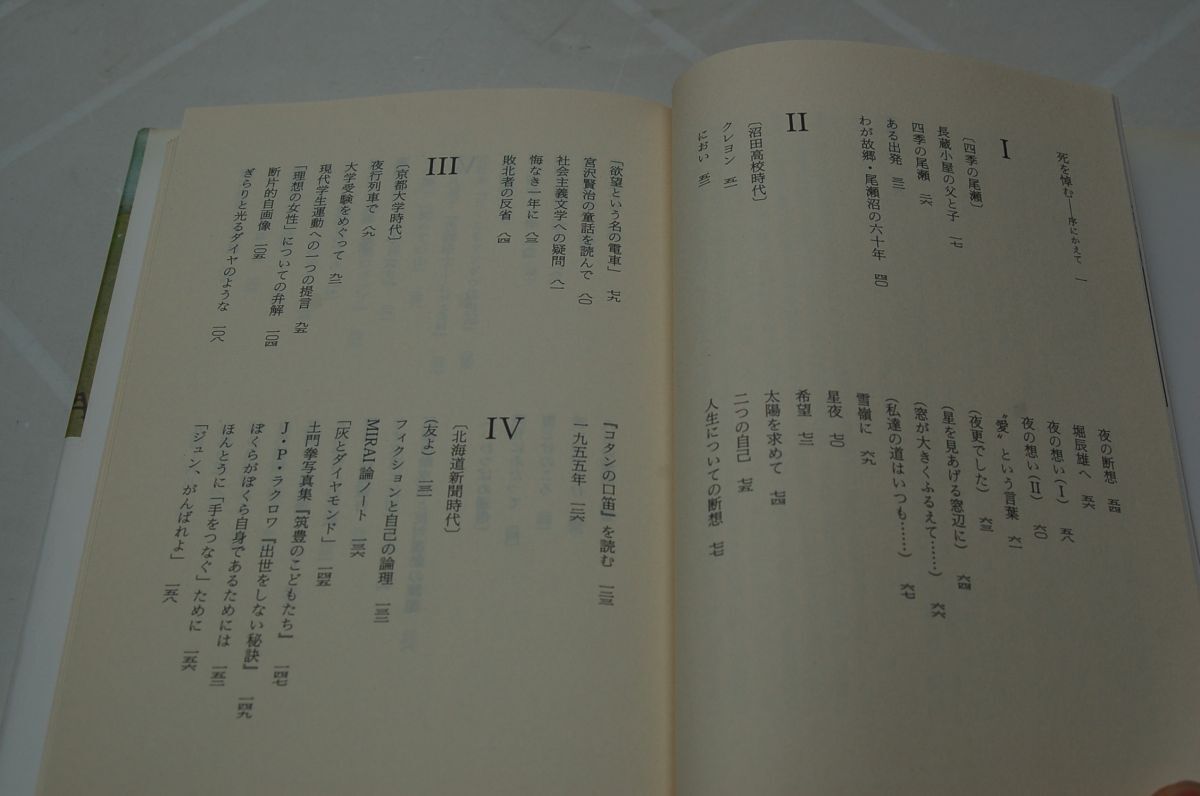 死を悼む――序にかえて 一
I
〔四季の尾瀬〕
長蔵小屋の父と子 一七
四季の尾瀬 二六
ある出発 三二
わが故郷・尾瀬沼の六十年 四〇
II
〔沼田高校時代〕
クレヨン 五一
におい 五三
夜の断想 五四
堀辰雄へ 五六
夜の想い(I) 五八
夜の想い(II) 六〇
〝愛〟という言葉 六一
(夜更でした) 六三
(星を見あげる窓辺に) 六四
(窓が大きくふるえて……) 六六
(私達の道はいつも……) 六七
雪嶺に 六九
星夜 七〇
希望 七三
太陽を求めて 七四
二つの自己 七五
人生についての断想 七七
「欲望という名の電車」 七九
宮沢賢治の童話を読んで 八〇
社会主義文学への疑問 八一
悔なき一年に 八三
敗北者の反省 八四
III
〔京都大学時代〕
夜行列車で 八九
大学受験をめぐって 九二
現代学生運動への一つの提言 九五
「理想の女性」についての弁解 一〇四
断片的自画像 一〇五
ぎらりと光るダイヤのような 一〇八
『コタンの口笛』を読む 一二三
一九五五年 一二六
IV
〔北海道新聞時代〕
(友よ) 一三一
フィクションと自己の論理 一三三
MIRAI 論ノート 一三六
「灰とダイヤモンド」 一四五
土門拳写真集『筑豊のこどもたち』 一四七
J・P・ラクロワ『出世をしない秘訣』 一四九
ぼくらがぼくら自身であるためには 一五二
ほんとうに「手をつなぐ」ために 一五六
「ジュン、がんばれよ」 一五八